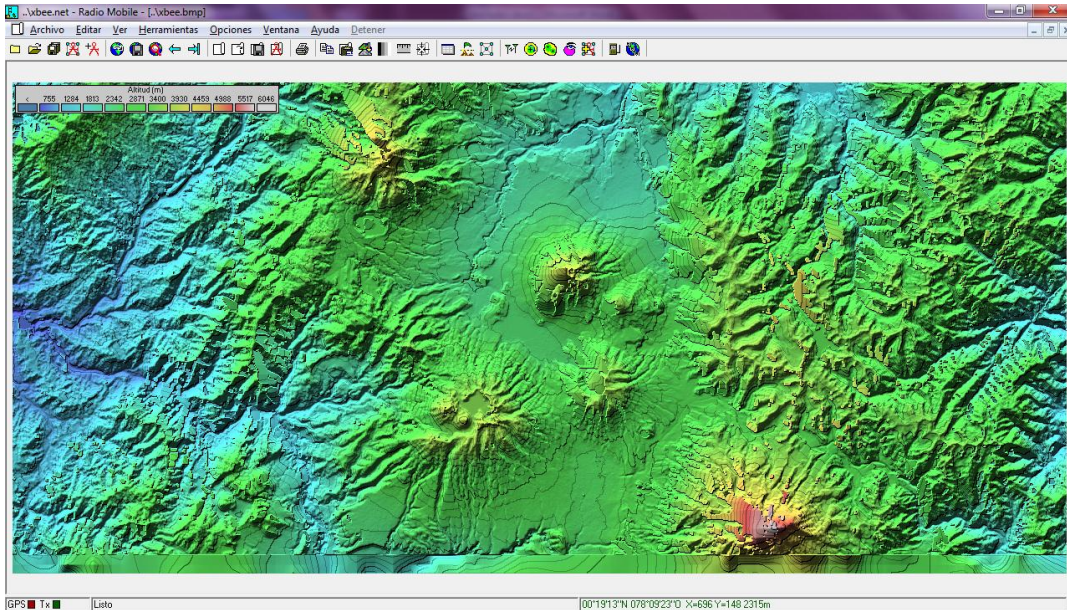 ..\xbee.net - Radio Mobile - [..\xbee.bmp]
Archivo Editar Ver Herramientas Opciones Ventana Ayuda Detener
Altitud (m)
< 755 1284 1813 2342 2871 3400 3930 4459 4988 5517 6046
GPS Tx Listo 00°19'13"N 078°09'23"O X=696 Y=148 2315m